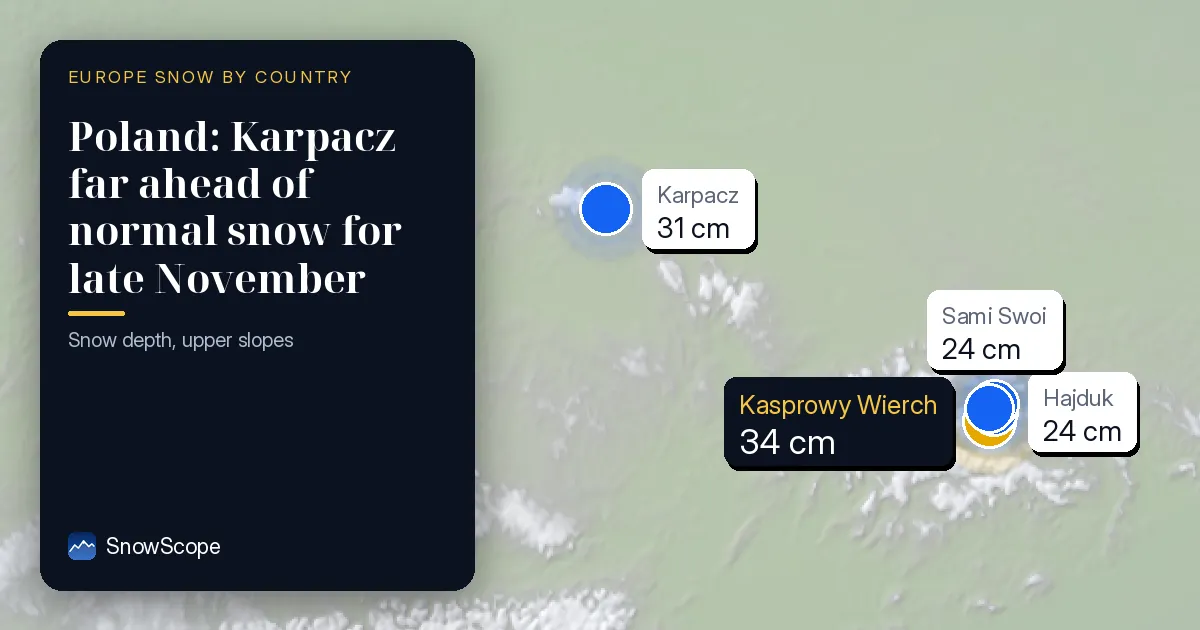 EUROPE SNOW BY COUNTRY
Poland: Karpacz
far ahead of
normal snow for
late November
Snow depth, upper slopes
SnowScope
Karpacz
31 cm
Sami Swoi
24 cm
Kasprowy Wierch
34 cm
Hajduk
24 cm